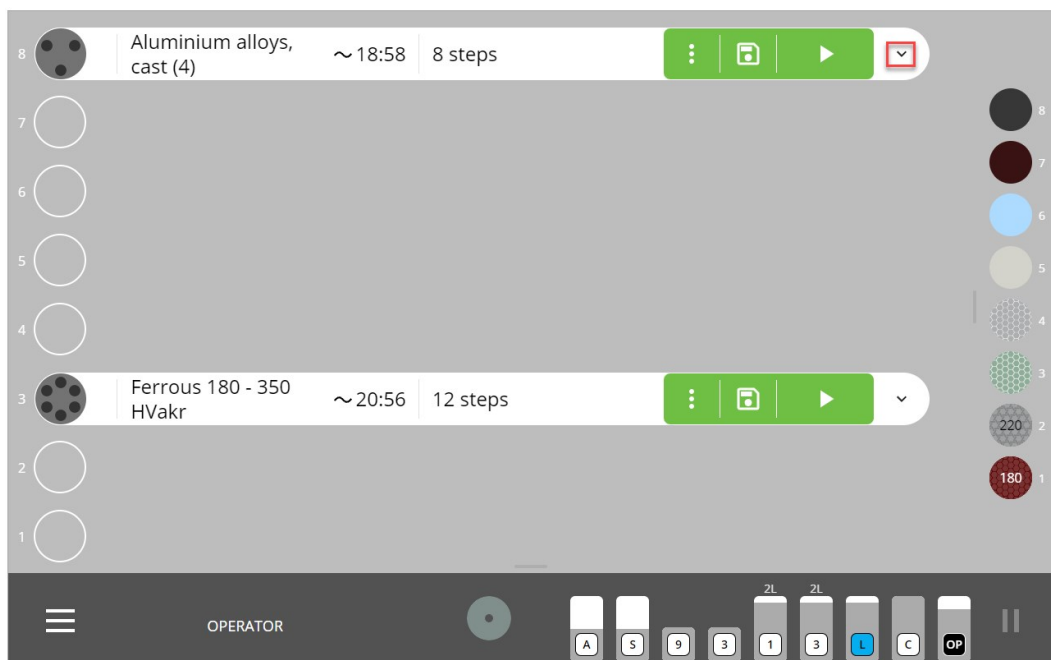 8
Aluminium alloys,
cast (4)
~ 18:58
8 steps
7
8
7
6
6
5
5
4
4
3
Ferrous 180 - 350
HVakr
~ 20:56
12 steps
3
220
2
2
180
1
1
OPERATOR
2L
2L
A
S
9
3
1
3
L
C
OP